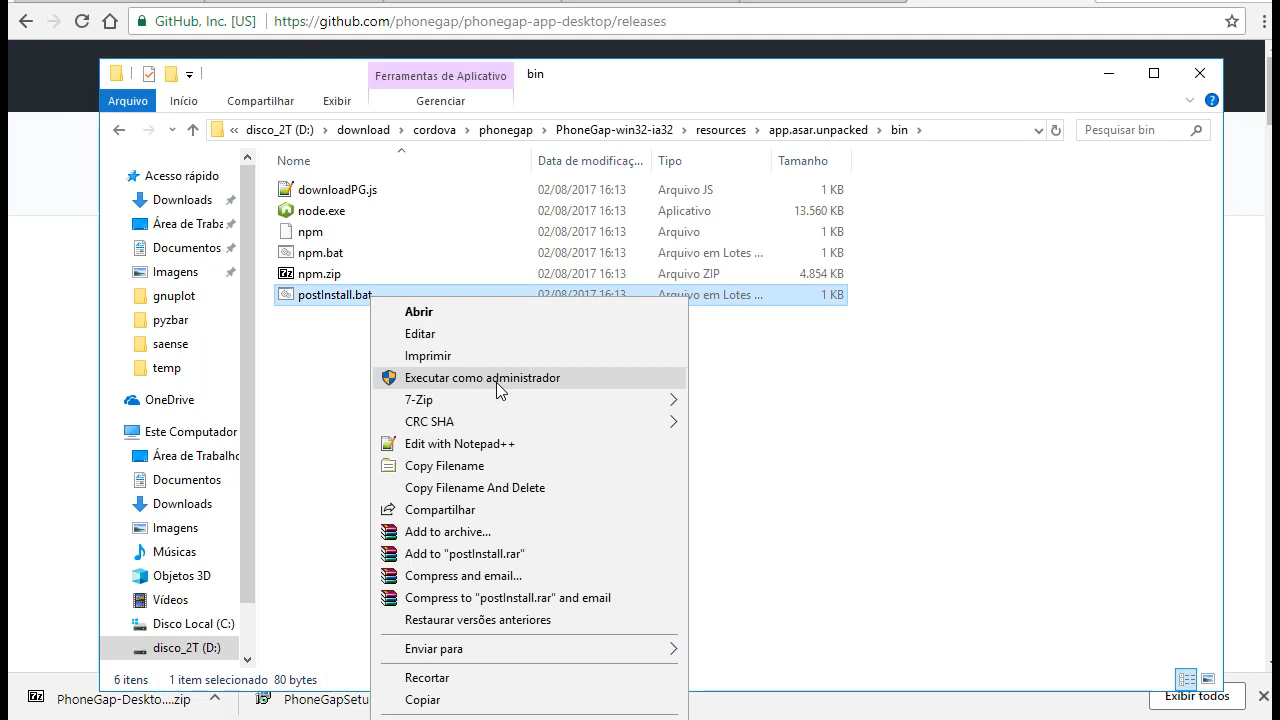 GitHub, Inc. [US]
https://github.com/phonegap/phonegap-app-desktop/releases
Ferramentas de Aplicativo
bin
Arquivo
Início
Compartilhar
Exibir
Gerenciar
disco_2T (D:)
download
cordova
phonegap
PhoneGap-win32-ia32
resources
app.asar.unpacked
bin
Pesquisar bin
Nome
Data de modificaç...
Tipo
Tamanho
downloadPG.js
02/08/2017 16:13
Arquivo JS
1 KB
node.exe
02/08/2017 16:13
Aplicativo
13.560 KB
npm
02/08/2017 16:13
Arquivo
1 KB
npm.bat
02/08/2017 16:13
Arquivo em Lotes ...
1 KB
npm.zip
02/08/2017 16:13
Arquivo ZIP
4.854 KB
postInstall.bat
02/08/2017 16:13
Arquivo em Lotes ...
1 KB
Acesso rápido
Downloads
Área de Traba
Documentos
Imagens
gnuplot
pyzbar
saense
temp
OneDrive
Este Computador
Área de Trabalho
Documentos
Downloads
Imagens
Músicas
Objetos 3D
Vídeos
Disco Local (C:)
disco_2T (D:)
Abrir
Editar
Imprimir
Executar como administrador
7-Zip
CRC SHA
Edit with Notepad++
Copy Filename
Copy Filename And Delete
Compartilhar
Add to archive...
Add to "postInstall.rar"
Compress and email...
Compress to "postInstall.rar" and email
Restaurar versões anteriores
Enviar para
Recortar
Copiar
6 itens
1 item selecionado
80 bytes
PhoneGap-Deskto....zip
PhoneGapSetu
Exibir todos